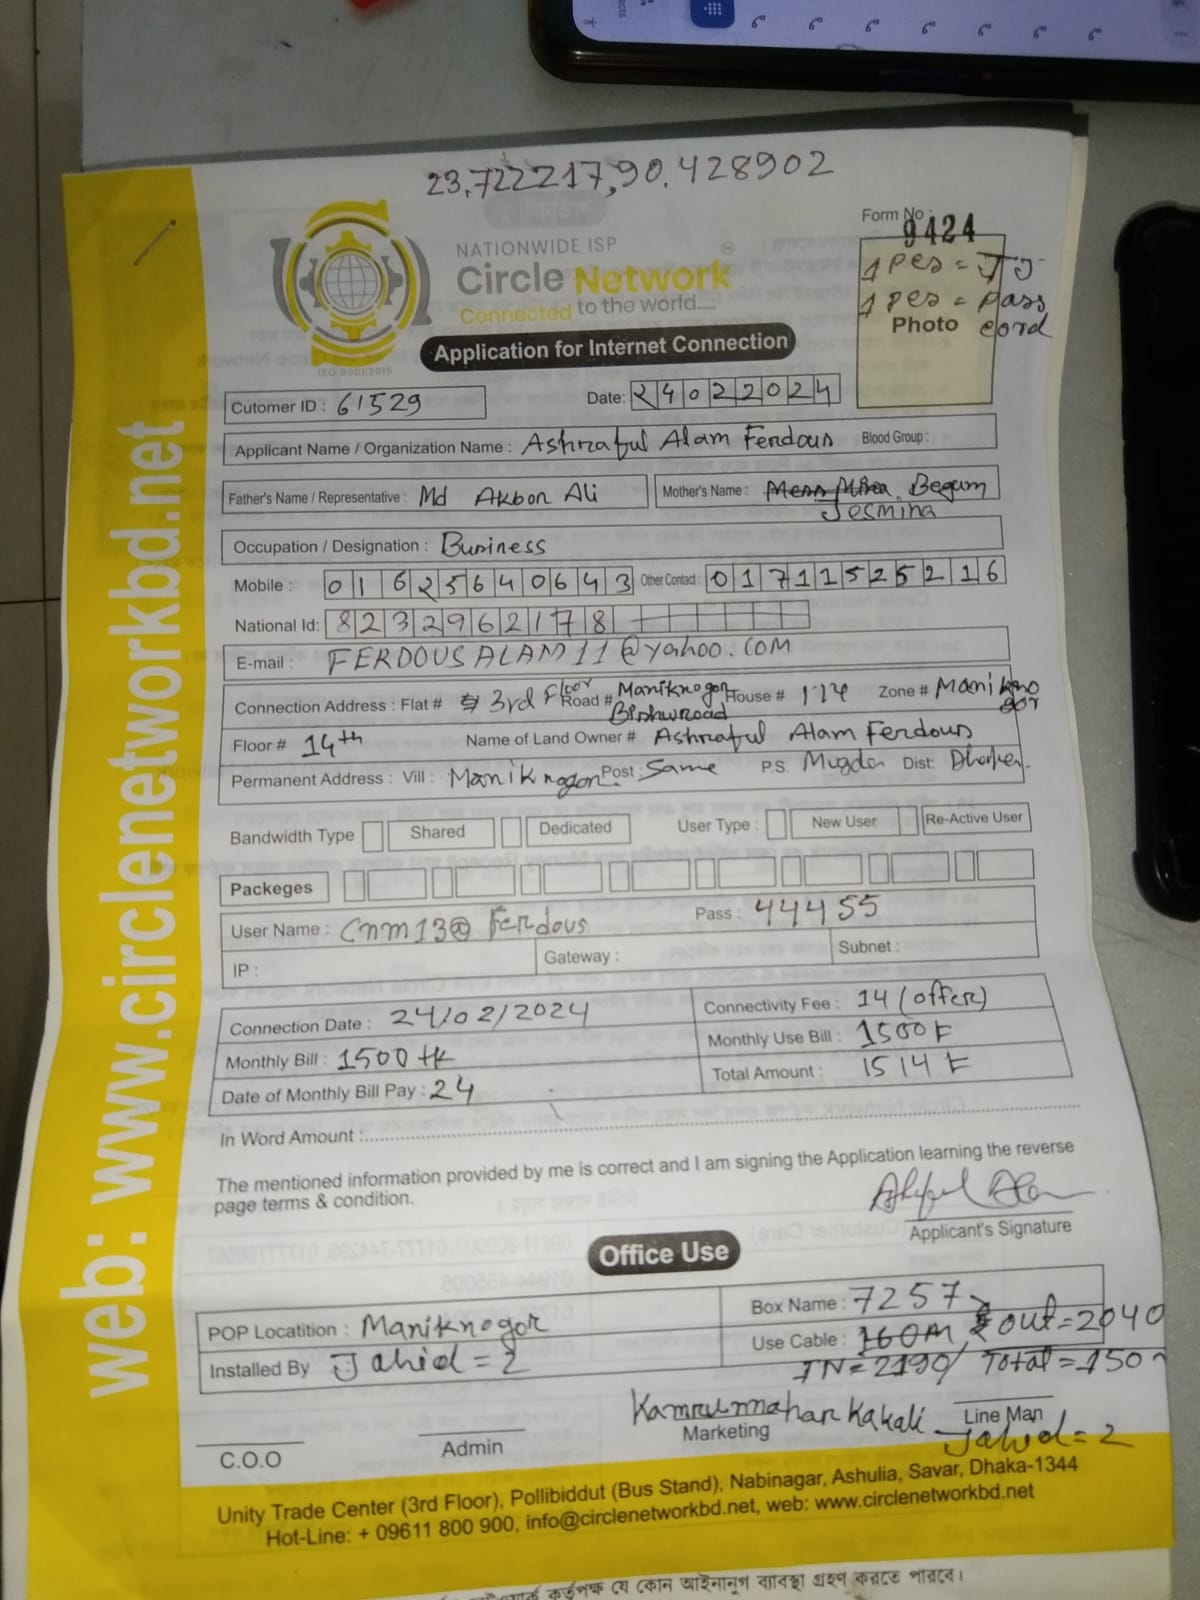 23.722217,90.428902
Form No : 9424
NATIONWIDE ISP
Circle Network
Connected to the world.....
ISO 9001:2015
1 pes = JJ
1 pes = pass cord
Photo
Application for Internet Connection
Cutomer ID : 61529 Date: 24022024
Applicant Name / Organization Name : Ashraful Alam Ferdous Blood Group :
Father's Name / Representative : Md Akbor Ali Mother's Name : Begum
Jesmina
Occupation / Designation : Business
Mobile : 01625640643 Other Contact : 01711525216
National Id: 8232962178
E-mail : FERDOUSALAM11@yahoo.com
Connection Address : Flat # 3rd Floor Road # Maniknogor Bishwroad House # 114 Zone # Maniknogor
Floor # 14th Name of Land Owner # Ashraful Alam Ferdous
Permanent Address : Vill : Maniknogor Post : Same P.S. Mugda Dist: Dhaka.
Bandwidth Type Shared Dedicated User Type : New User Re-Active User
Packeges
User Name : Cnm13@Ferdous Pass : 44455
IP : Gateway : Subnet :
Connection Date : 24/02/2024 Connectivity Fee : 14 (offer)
Monthly Bill : 1500 tk Monthly Use Bill : 1500 F
Date of Monthly Bill Pay : 24 Total Amount : 1514 F
In Word Amount :
The mentioned information provided by me is correct and I am signing the Application learning the reverse
page terms & condition.
Applicant's Signature
Office Use
POP Locatition : Maniknogor Box Name : 7257
Installed By Jahid = 2 Use Cable : 160M out=2040
IN=2190/ Total=150
Kamrunnahar Kakali
C.O.O Admin Marketing Line Man
Jahid = 2
Unity Trade Center (3rd Floor), Pollibiddut (Bus Stand), Nabinagar, Ashulia, Savar, Dhaka-1344
Hot-Line: + 09611 800 900, info@circlenetworkbd.net, web: www.circlenetworkbd.net
web: www.circlenetworkbd.net
কর্তৃপক্ষ যে কোন আইনানুগ ব্যাবস্থা গ্রহণ করতে পারবে।